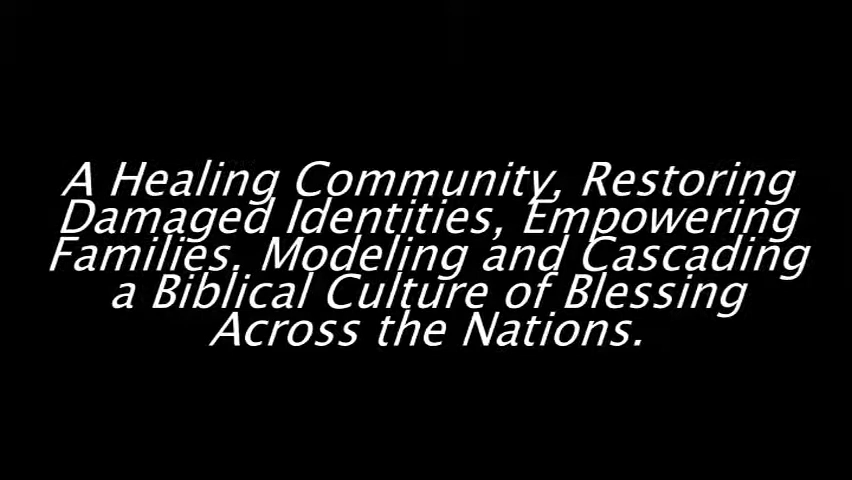 A Healing Community, Restoring
Damaged Identities, Empowering
Families. Modeling and Cascading
a Biblical Culture of Blessing
Across the Nations.